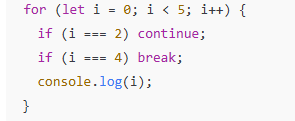 for (let i = 0; i < 5; i++) {
  if (i === 2) continue;
  if (i === 4) break;
  console.log(i);
}